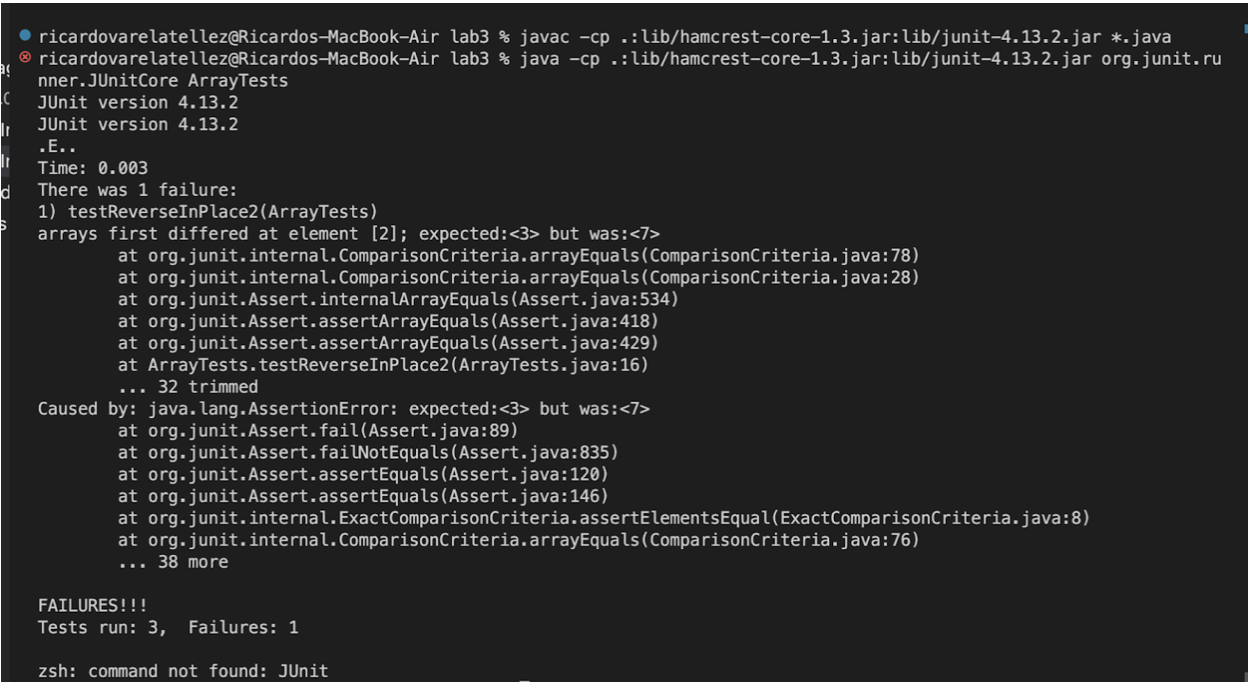 ricardovarelatellez@Ricardos-MacBook-Air lab3 % javac -cp .:lib/hamcrest-core-1.3.jar:lib/junit-4.13.2.jar *.java
ricardovarelatellez@Ricardos-MacBook-Air lab3 % java -cp .:lib/hamcrest-core-1.3.jar:lib/junit-4.13.2.jar org.junit.ru
nner.JUnitCore ArrayTests
JUnit version 4.13.2
JUnit version 4.13.2
.E..
Time: 0.003
There was 1 failure:
1) testReverseInPlace2(ArrayTests)
arrays first differed at element [2]; expected:<3> but was:<7>
at org.junit.internal.ComparisonCriteria.arrayEquals(ComparisonCriteria.java:78)
at org.junit.internal.ComparisonCriteria.arrayEquals(ComparisonCriteria.java:28)
at org.junit.Assert.internalArrayEquals(Assert.java:534)
at org.junit.Assert.assertArrayEquals(Assert.java:418)
at org.junit.Assert.assertArrayEquals(Assert.java:429)
at ArrayTests.testReverseInPlace2(ArrayTests.java:16)
... 32 trimmed
Caused by: java.lang.AssertionError: expected:<3> but was:<7>
at org.junit.Assert.fail(Assert.java:89)
at org.junit.Assert.failNotEquals(Assert.java:835)
at org.junit.Assert.assertEquals(Assert.java:120)
at org.junit.Assert.assertEquals(Assert.java:146)
at org.junit.internal.ExactComparisonCriteria.assertElementsEqual(ExactComparisonCriteria.java:8)
at org.junit.internal.ComparisonCriteria.arrayEquals(ComparisonCriteria.java:76)
... 38 more
FAILURES!!!
Tests run: 3,  Failures: 1
zsh: command not found: JUnit